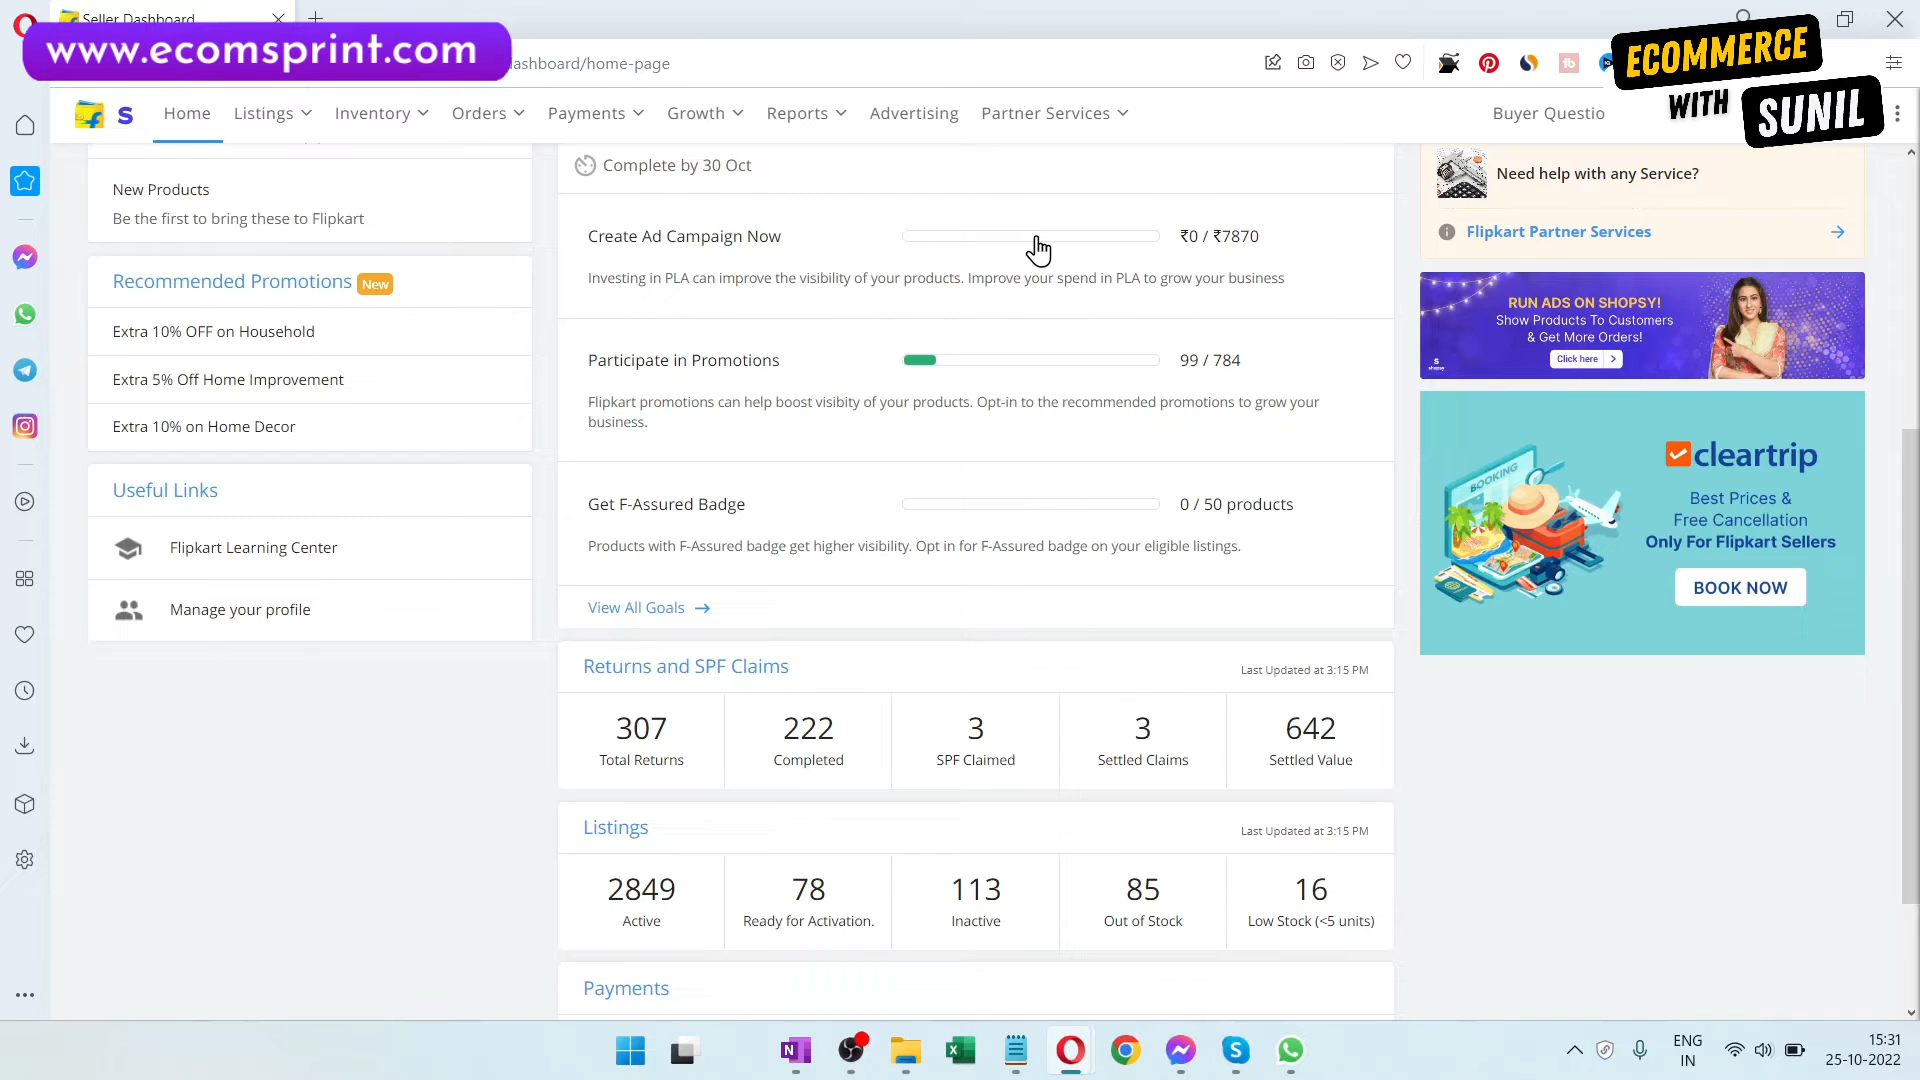 Seller Dashboard
www.ecomsprint.com
dashboard/home-page
ECOMMERCE
WITH SUNIL
Home Listings Inventory Orders Payments Growth Reports Advertising Partner Services Buyer Questio
New Products
Be the first to bring these to Flipkart
Recommended Promotions New
Extra 10% OFF on Household
Extra 5% Off Home Improvement
Extra 10% on Home Decor
Useful Links
Flipkart Learning Center
Manage your profile
Complete by 30 Oct
Create Ad Campaign Now ₹0 / ₹7870
Investing in PLA can improve the visibility of your products. Improve your spend in PLA to grow your business
Participate in Promotions 99 / 784
Flipkart promotions can help boost visibity of your products. Opt-in to the recommended promotions to grow your
business.
Get F-Assured Badge 0 / 50 products
Products with F-Assured badge get higher visibility. Opt in for F-Assured badge on your eligible listings.
View All Goals
Returns and SPF Claims Last Updated at 3:15 PM
307 222 3 3 642
Total Returns Completed SPF Claimed Settled Claims Settled Value
Listings Last Updated at 3:15 PM
2849 78 113 85 16
Active Ready for Activation. Inactive Out of Stock Low Stock (<5 units)
Payments
Need help with any Service?
Flipkart Partner Services
RUN ADS ON SHOPSY!
Show Products To Customers
& Get More Orders!
Click here
shopsy
BOOKING
cleartrip
Best Prices &
Free Cancellation
Only For Flipkart Sellers
BOOK NOW
ENG
IN
15:31
25-10-2022